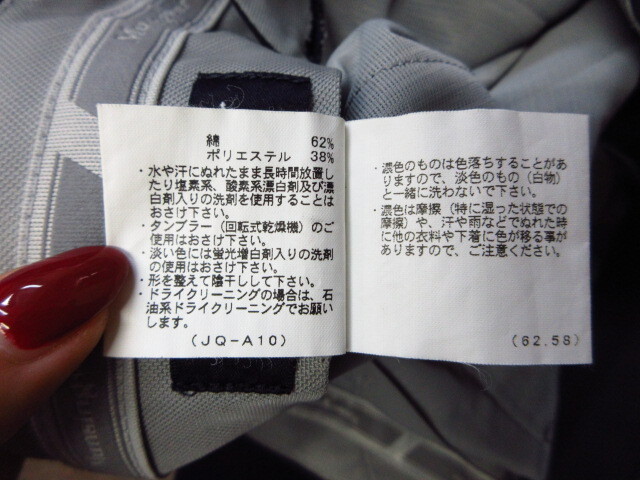 綿 62%
ポリエステル 38%
・水や汗にぬれたまま長時間放置し
たり塩素系、酸素系漂白剤及び漂
白剤入りの洗剤を使用することは
おさけ下さい。
・タンブラー（回転式乾燥機）のご
使用はおさけ下さい。
・淡い色には蛍光増白剤入りの洗剤
の使用はおさけ下さい。
・形を整えて陰干しして下さい。
・ドライクリーニングの場合は、石
油系ドライクリーニングでお願い
します。
(JQ-A10)
・濃色のものは色落ちすることがあ
りますので、淡色のもの（白物）
と一緒に洗わないで下さい。
・濃色は摩擦（特に湿った状態での
摩擦）や、汗や雨などでぬれた時
に他の衣料や下着に色が移る事が
ありますので、ご注意ください。
(62.58)